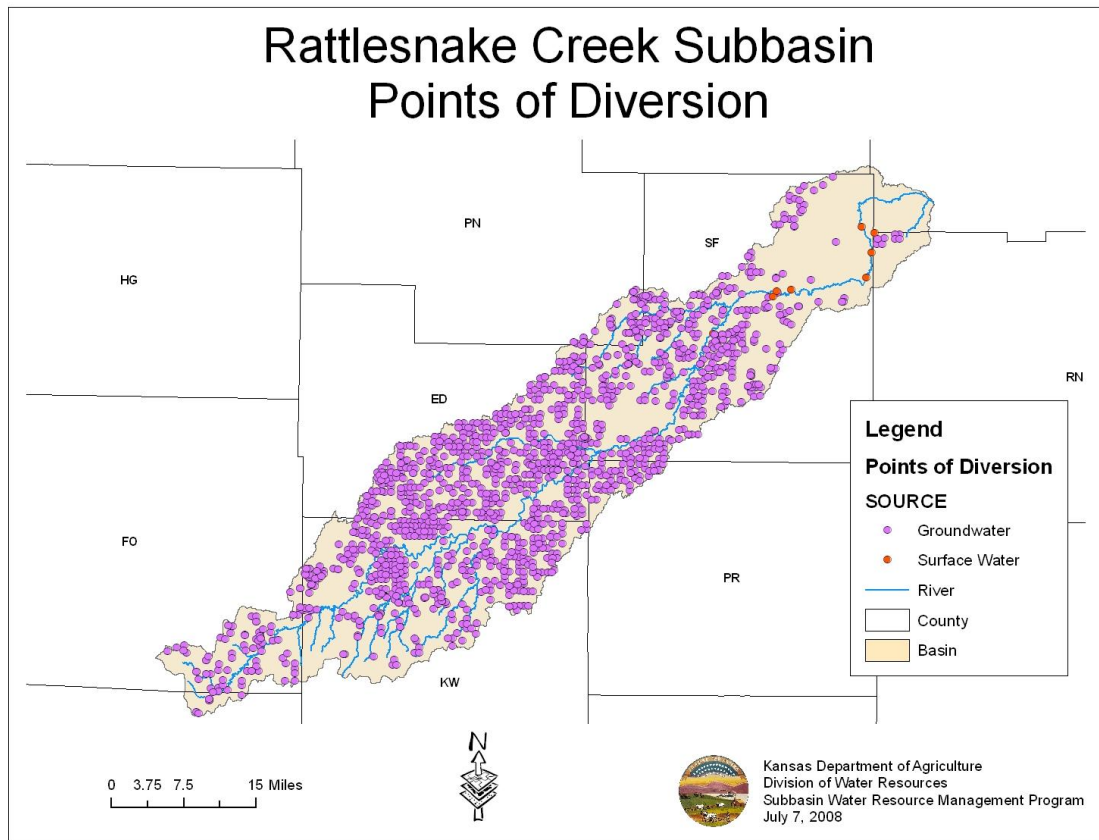 Rattlesnake Creek Subbasin
Points of Diversion
PN
SF
HG
ED
RN
FO
PR
KW
Legend
Points of Diversion
SOURCE
Groundwater
Surface Water
River
County
Basin
N
0 3.75 7.5 15 Miles
Kansas Department of Agriculture
Division of Water Resources
Subbasin Water Resource Management Program
July 7, 2008